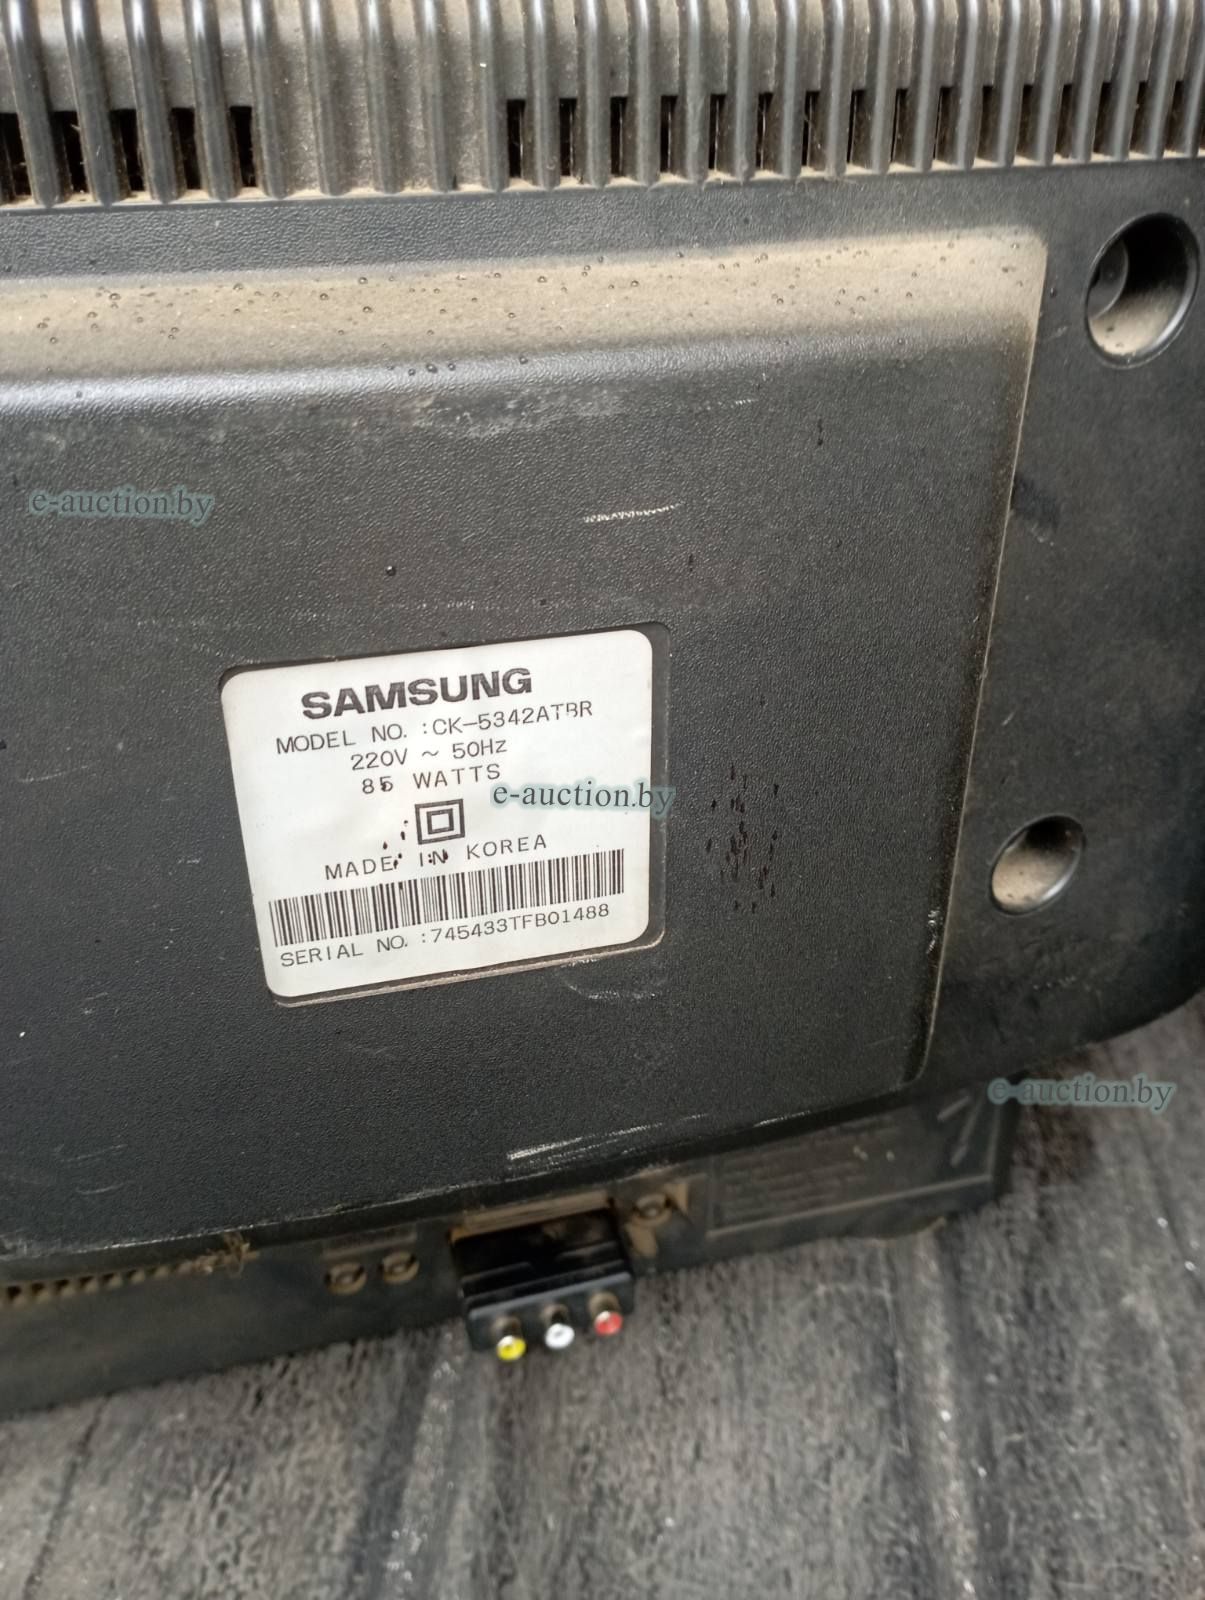 e-auction.by
SAMSUNG
MODEL NO. :CK-5342ATBR
220V ~ 50Hz
85 WATTS
e-auction.by
MADE IN KOREA
SERIAL NO. :745433TFB01488
e-auction.by